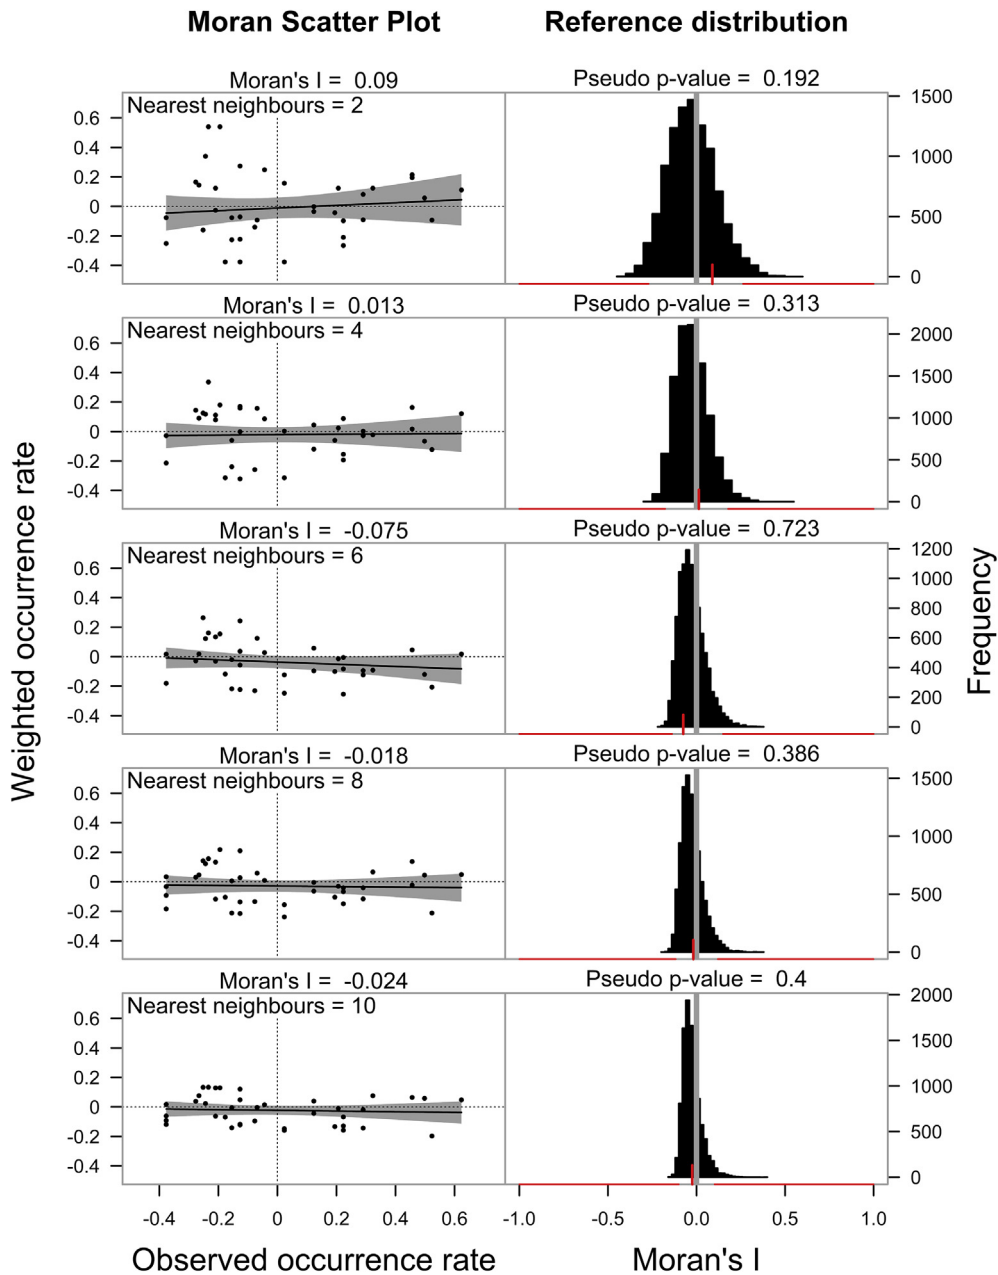 Moran Scatter Plot
Reference distribution
Moran's I = 0.09
Pseudo p-value = 0.192
Nearest neighbours = 2
0.6
0.4
0.2
0
-0.2
-0.4
1500
1000
500
0
Moran's I = 0.013
Pseudo p-value = 0.313
Nearest neighbours = 4
0.6
0.4
0.2
0
-0.2
-0.4
2000
1500
1000
500
0
Moran's I = -0.075
Pseudo p-value = 0.723
Nearest neighbours = 6
0.6
0.4
0.2
0
-0.2
-0.4
1200
1000
800
600
400
200
0
Moran's I = -0.018
Pseudo p-value = 0.386
Nearest neighbours = 8
0.6
0.4
0.2
0
-0.2
-0.4
1500
1000
500
0
Moran's I = -0.024
Pseudo p-value = 0.4
Nearest neighbours = 10
0.6
0.4
0.2
0
-0.2
-0.4
2000
1500
1000
500
0
-0.4 -0.2 0 0.2 0.4 0.6
-1.0 -0.5 0.0 0.5 1.0
Observed occurrence rate
Moran's I
Weighted occurrence rate
Frequency